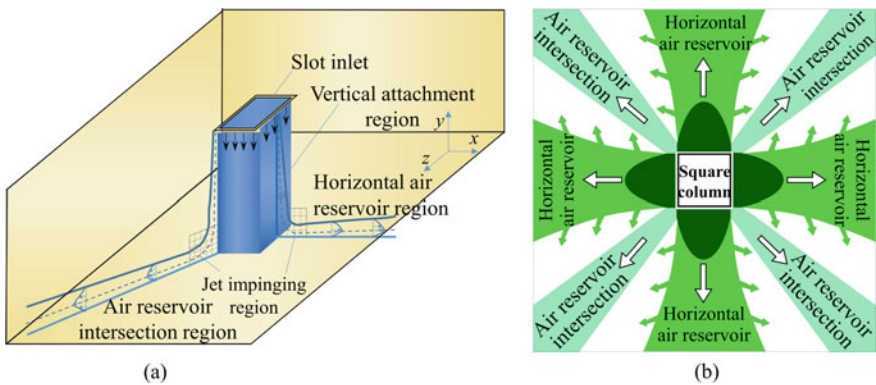 (a)
Slot inlet
Vertical attachment
region
y
x
z
Horizontal air
reservoir region
Jet impinging
region
Air reservoir
intersection region
(a)
(b)
Air reservoir
intersection
Horizontal
air reservoir
Air reservoir
intersection
Horizontal
air reservoir
Square
column
Horizontal
air reservoir
Air reservoir
intersection
Horizontal
air reservoir
Air reservoir
intersection
(b)